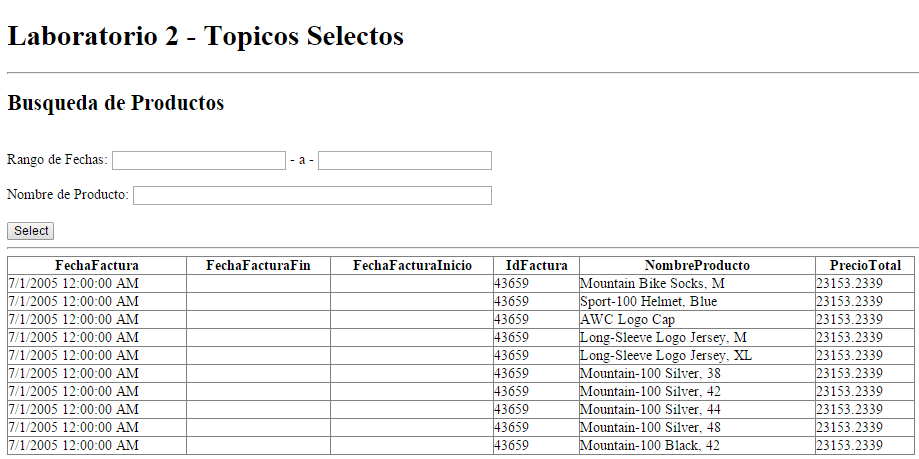 Laboratorio 2 - Topicos Selectos
Busqueda de Productos
Rango de Fechas: - a -
Nombre de Producto:
Select
FechaFactura FechaFacturaFin FechaFacturaInicio IdFactura NombreProducto PrecioTotal
7/1/2005 12:00:00 AM 43659 Mountain Bike Socks, M 23153.2339
7/1/2005 12:00:00 AM 43659 Sport-100 Helmet, Blue 23153.2339
7/1/2005 12:00:00 AM 43659 AWC Logo Cap 23153.2339
7/1/2005 12:00:00 AM 43659 Long-Sleeve Logo Jersey, M 23153.2339
7/1/2005 12:00:00 AM 43659 Long-Sleeve Logo Jersey, XL 23153.2339
7/1/2005 12:00:00 AM 43659 Mountain-100 Silver, 38 23153.2339
7/1/2005 12:00:00 AM 43659 Mountain-100 Silver, 42 23153.2339
7/1/2005 12:00:00 AM 43659 Mountain-100 Silver, 44 23153.2339
7/1/2005 12:00:00 AM 43659 Mountain-100 Silver, 48 23153.2339
7/1/2005 12:00:00 AM 43659 Mountain-100 Black, 42 23153.2339